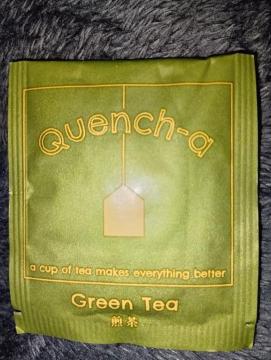 Quench-a
a cup of tea makes everything better
Green Tea
煎茶